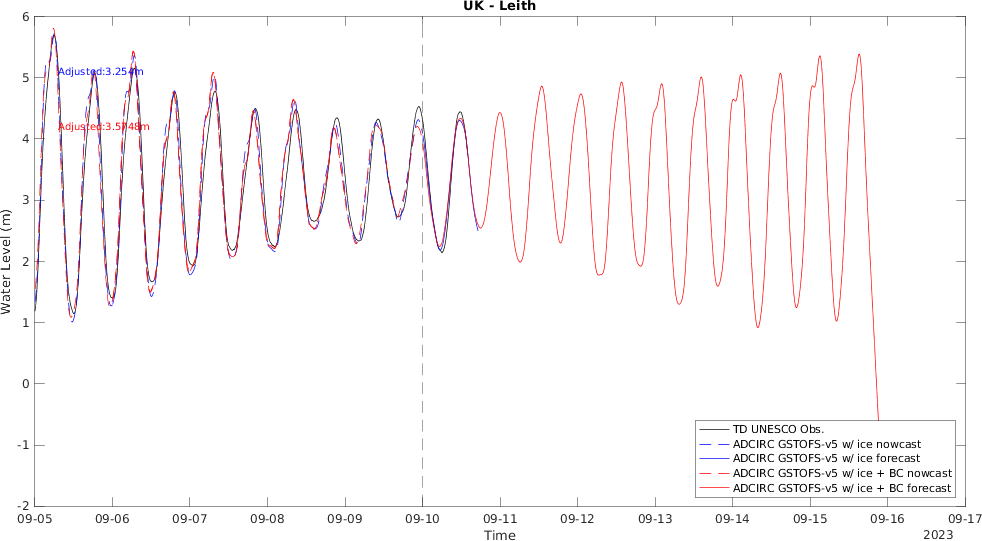 UK - Leith
6
5
4
3
2
1
0
-1
-2
Water Level (m)
Adjusted:3.254m
Adjusted:3.5748m
TD UNESCO Obs.
ADCIRC GSTOFS-v5 w/ ice nowcast
ADCIRC GSTOFS-v5 w/ ice forecast
ADCIRC GSTOFS-v5 w/ ice + BC nowcast
ADCIRC GSTOFS-v5 w/ ice + BC forecast
09-05 09-06 09-07 09-08 09-09 09-10 09-11 09-12 09-13 09-14 09-15 09-16 09-17
Time
2023